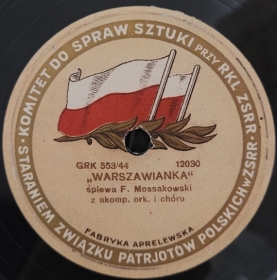 KOMITET DO SPRAW SZTUKI PRZY RKL ZSRR
GRK 553/44 12030
„WARSZAWIANKA"
śpiewa F. Mossakowski
z akomp. ork. i chóru
FABRYKA APRELEWSKA
STARANIEM ZWIĄZKU PATRJOTÓW POLSKICH W ZSRR